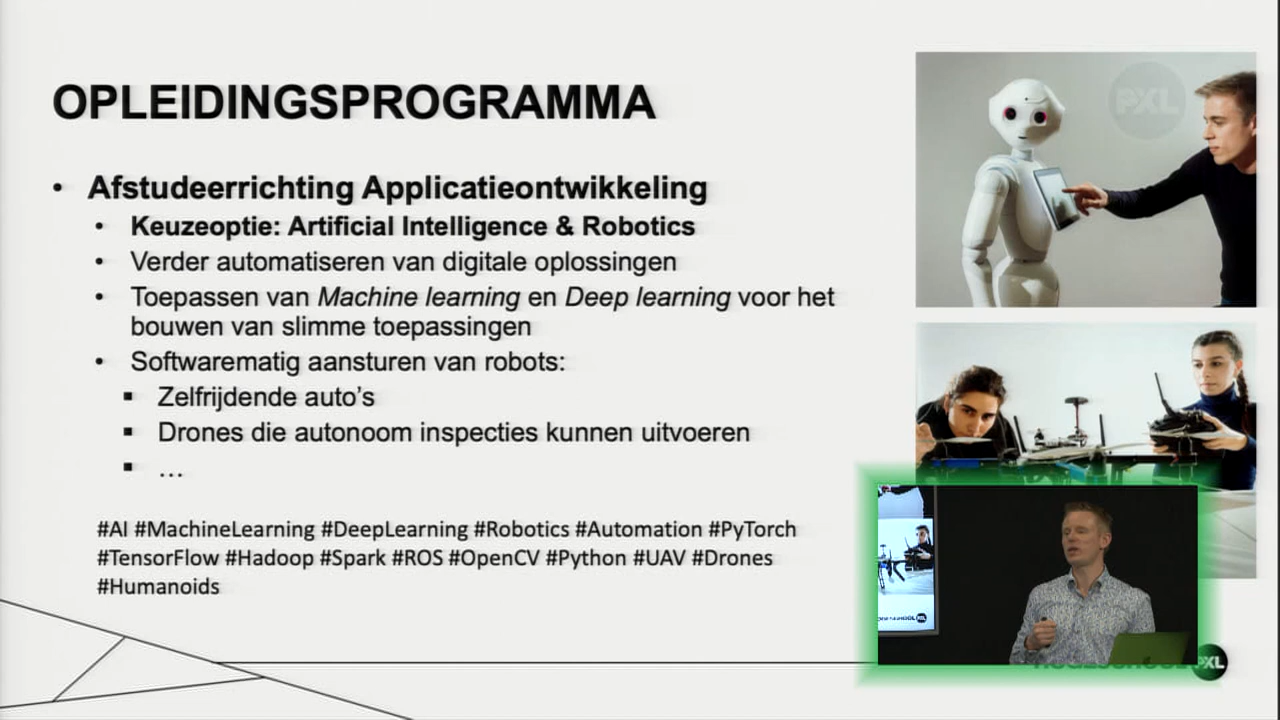 OPLEIDINGSPROGRAMMA
• Afstudeerrichting Applicatieontwikkeling
• Keuzeoptie: Artificial Intelligence & Robotics
• Verder automatiseren van digitale oplossingen
• Toepassen van Machine learning en Deep learning voor het
bouwen van slimme toepassingen
• Softwarematig aansturen van robots:
▪ Zelfrijdende auto’s
▪ Drones die autonoom inspecties kunnen uitvoeren
▪ …
#AI #MachineLearning #DeepLearning #Robotics #Automation #PyTorch
#TensorFlow #Hadoop #Spark #ROS #OpenCV #Python #UAV #Drones
#Humanoids
PXL
PXL